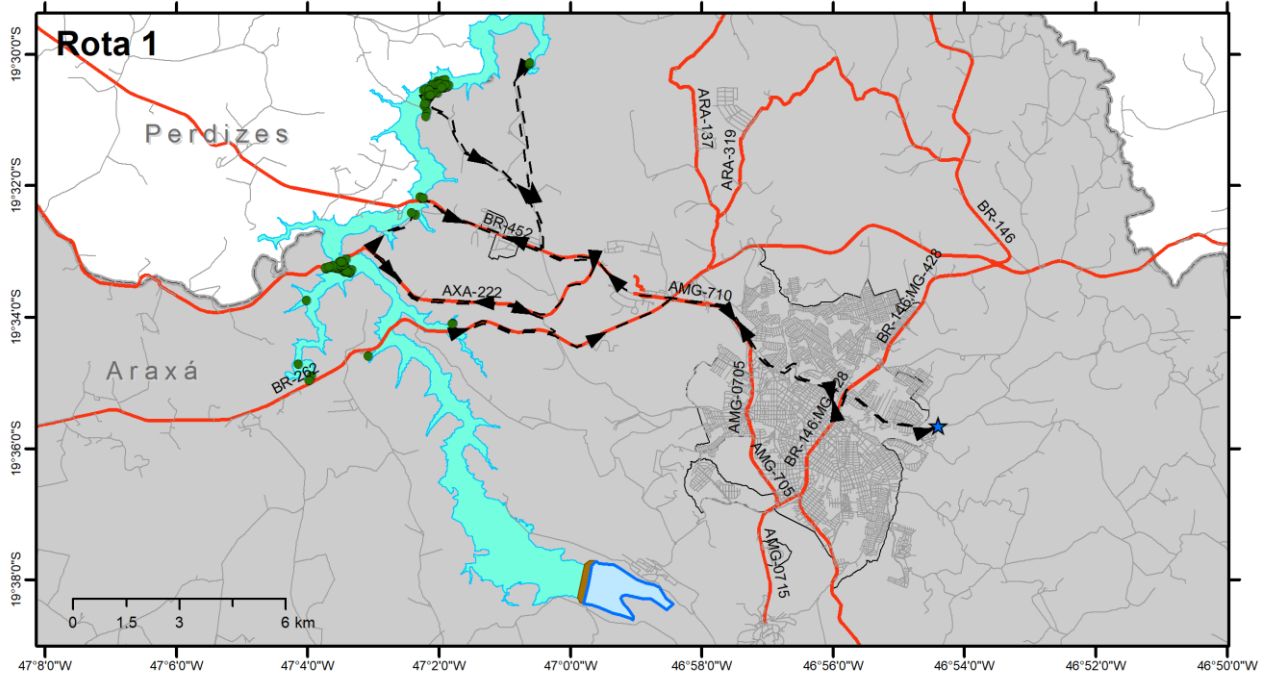 Rota 1
Perdizes
Araxá
ARA-137
ARA-319
BR-146
BR-452
AXA-222
AMG-710
BR-146;MG-428
BR-262
AMG-0705
BR-146;MG-428
AMG-705
AMG-0715
0 1.5 3 6 km
19°30'0"S
19°32'0"S
19°34'0"S
19°36'0"S
19°38'0"S
47°8'0"W 47°6'0"W 47°4'0"W 47°2'0"W 47°0'0"W 46°58'0"W 46°56'0"W 46°54'0"W 46°52'0"W 46°50'0"W